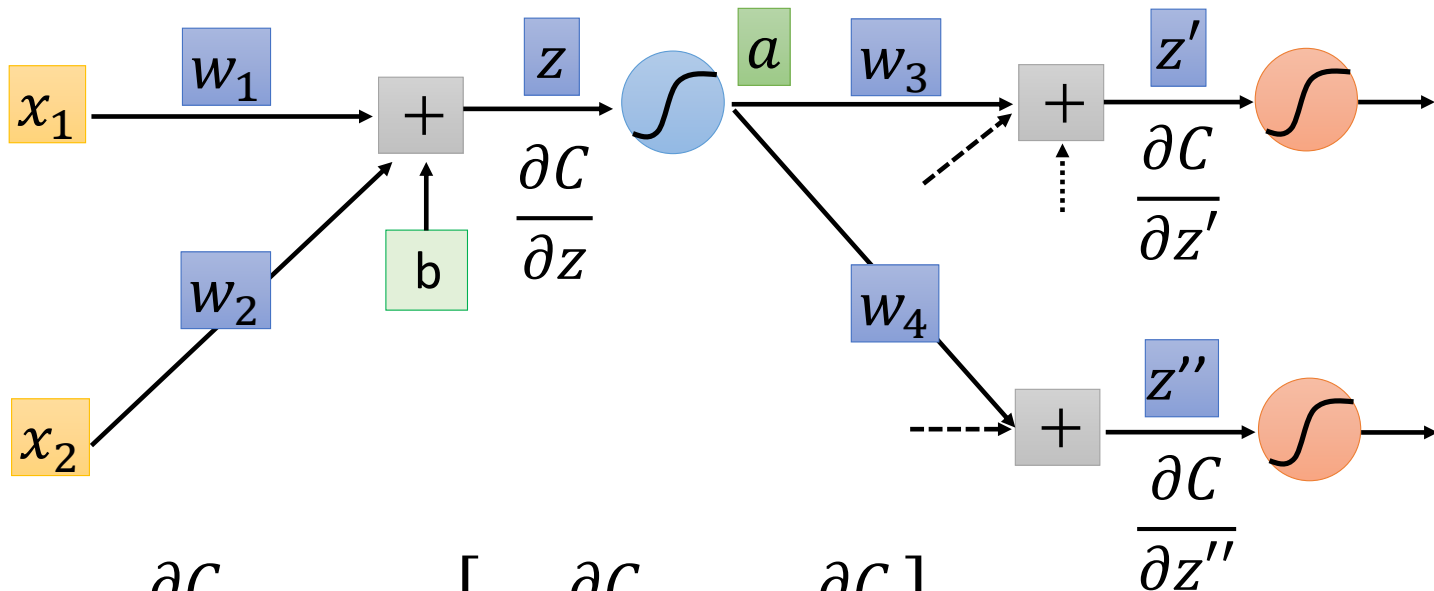 x₁ w₁ + z a w₃ + z′
∂C/∂z ∂C/∂z′
w₂ b w₄
x₂ + z′′
∂C/∂z′′
∂C [ ∂C ∂C ]